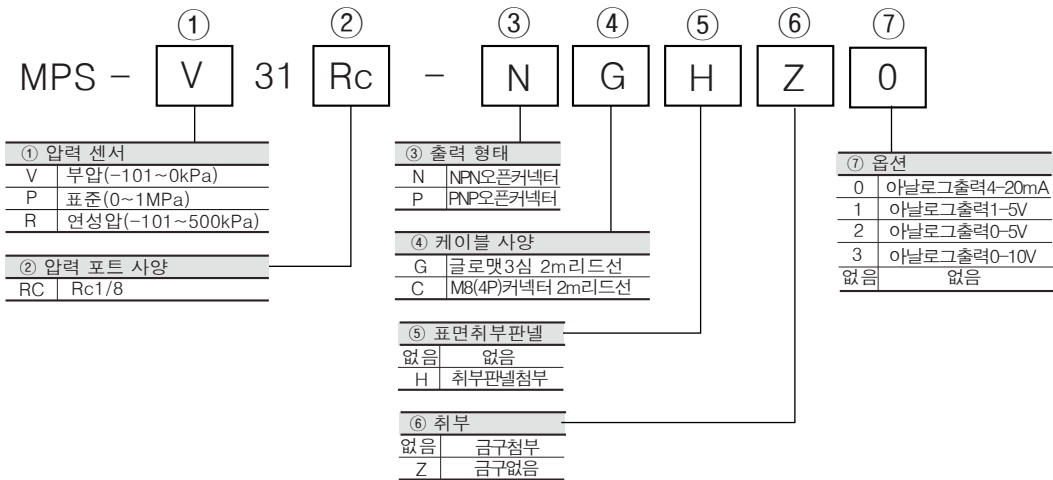 ① ② ③ ④ ⑤ ⑥ ⑦
MPS - V 31 Rc - N G H Z 0
① 압력 센서
V 부압(-101~0kPa)
P 표준(0~1MPa)
R 연성압(-101~500kPa)
② 압력 포트 사양
RC Rc1/8
③ 출력 형태
N NPN오픈커넥터
P PNP오픈커넥터
④ 케이블 사양
G 글로맷3심 2m리드선
C M8(4P)커넥터 2m리드선
⑤ 표면취부판넬
없음 없음
H 취부판넬첨부
⑥ 취부
없음 금구첨부
Z 금구없음
⑦ 옵션
0 아날로그출력4-20mA
1 아날로그출력1-5V
2 아날로그출력0-5V
3 아날로그출력0-10V
없음 없음